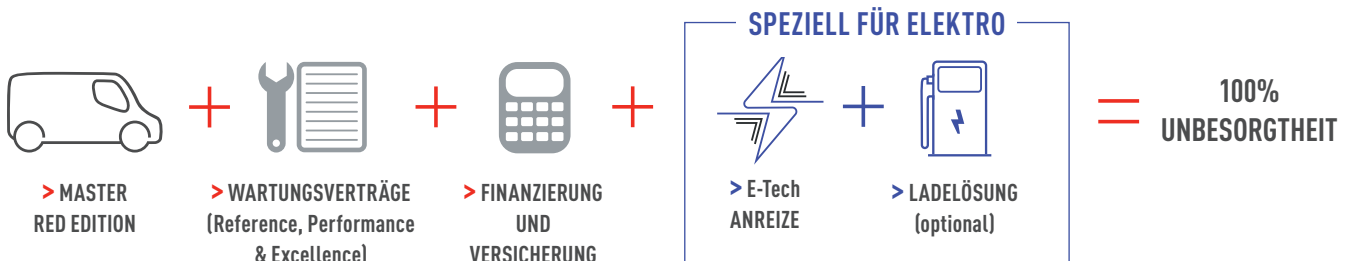 SPEZIELL FÜR ELEKTRO
100%
UNBESORGTHEIT
> MASTER
RED EDITION
> WARTUNGSVERTRÄGE
(Reference, Performance
& Excellence)
> FINANZIERUNG
UND
VERSICHERUNG
> E-Tech
ANREIZE
> LADELÖSUNG
(optional)